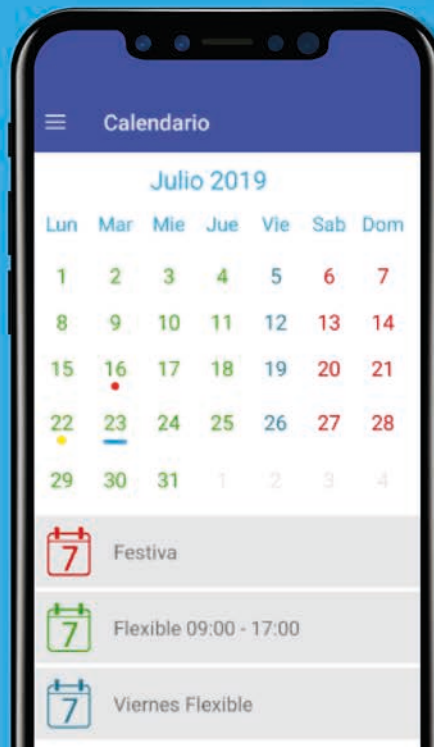 Calendario
Julio 2019
Lun Mar Mie Jue Vie Sab Dom
1 2 3 4 5 6 7
8 9 10 11 12 13 14
15 16 17 18 19 20 21
22 23 24 25 26 27 28
29 30 31 1 2 3 4
7 Festiva
7 Flexible 09:00 - 17:00
7 Viernes Flexible